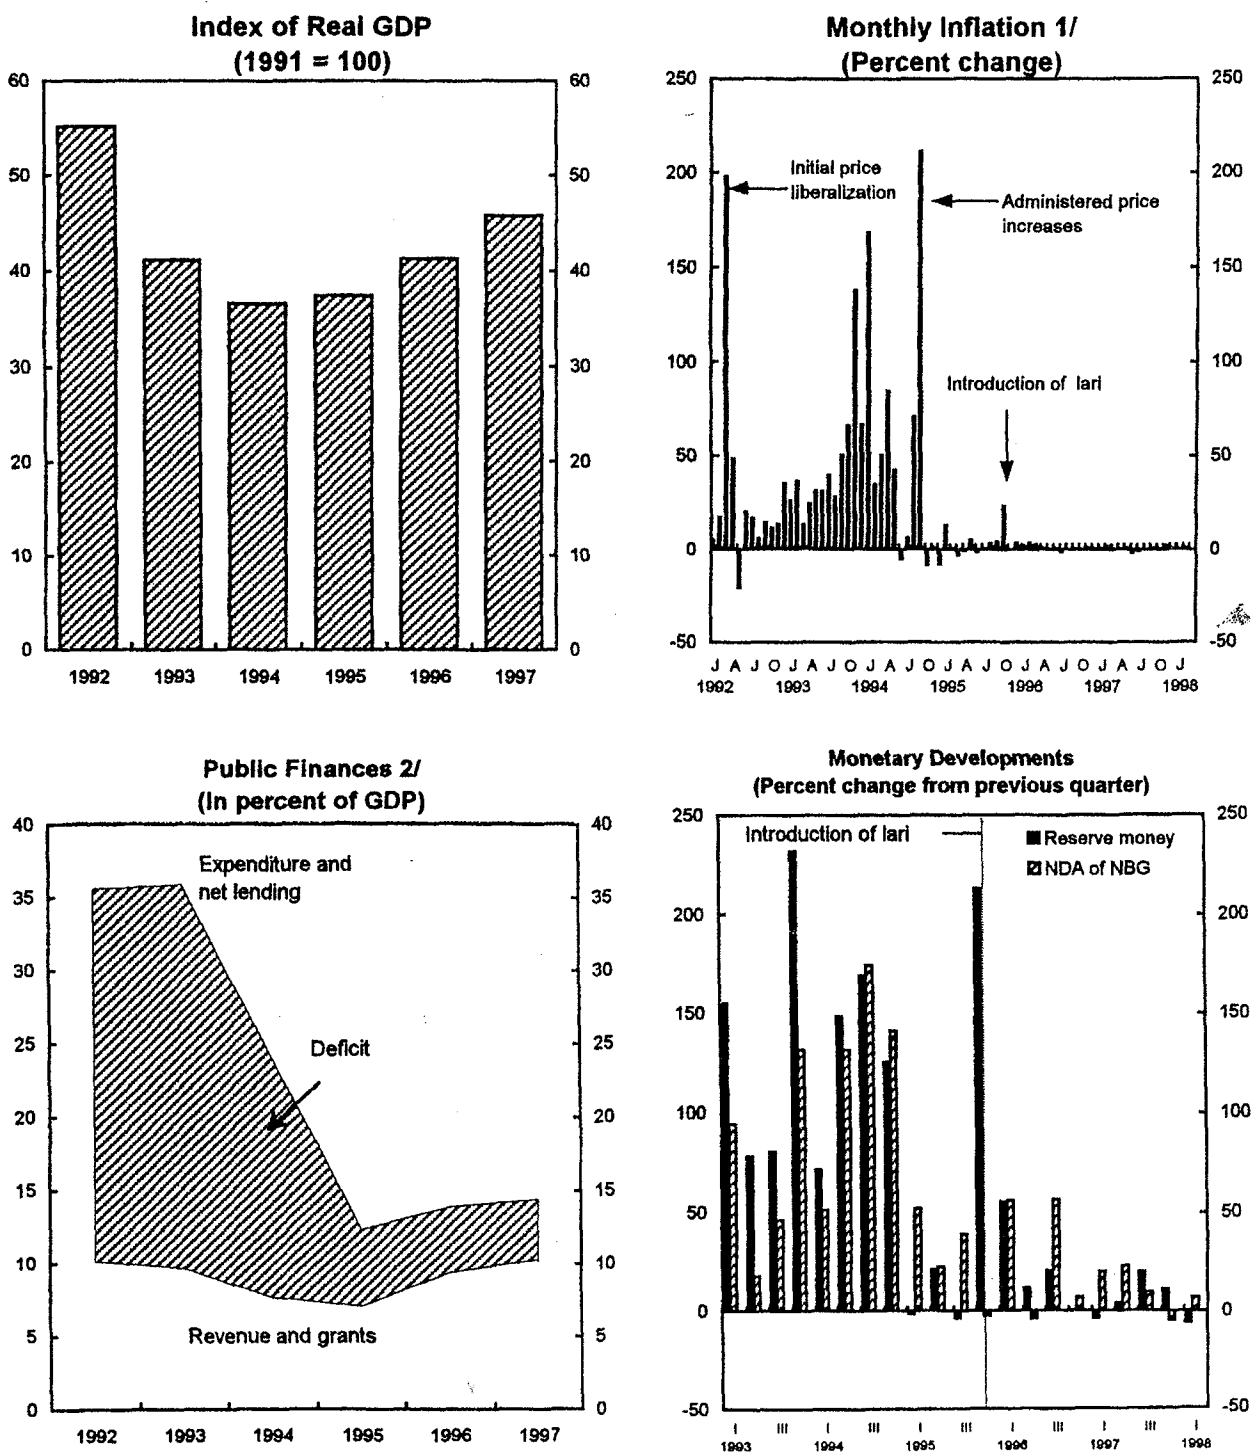 Index of Real GDP
(1991 = 100)
60
60
50
50
40
40
30
30
20
20
10
10
0
0
1992 1993 1994 1995 1996 1997
Monthly Inflation 1/
(Percent change)
250
250
200
200
150
150
100
100
50
50
0
0
-50
-50
Initial price
liberalization
Administered price
increases
Introduction of lari
J A J O J A J O J A J O J A J O J A J O J A J O J
1992 1993 1994 1995 1996 1997 1998
Public Finances 2/
(In percent of GDP)
40
40
35
35
30
30
25
25
20
20
15
15
10
10
5
5
0
0
Expenditure and
net lending
Deficit
Revenue and grants
1992 1993 1994 1995 1996 1997
Monetary Developments
(Percent change from previous quarter)
250
250
200
200
150
150
100
100
50
50
0
0
-50
-50
Introduction of lari
Reserve money
NDA of NBG
I III I III I III I III I III I
1993 1994 1995 1996 1997 1998